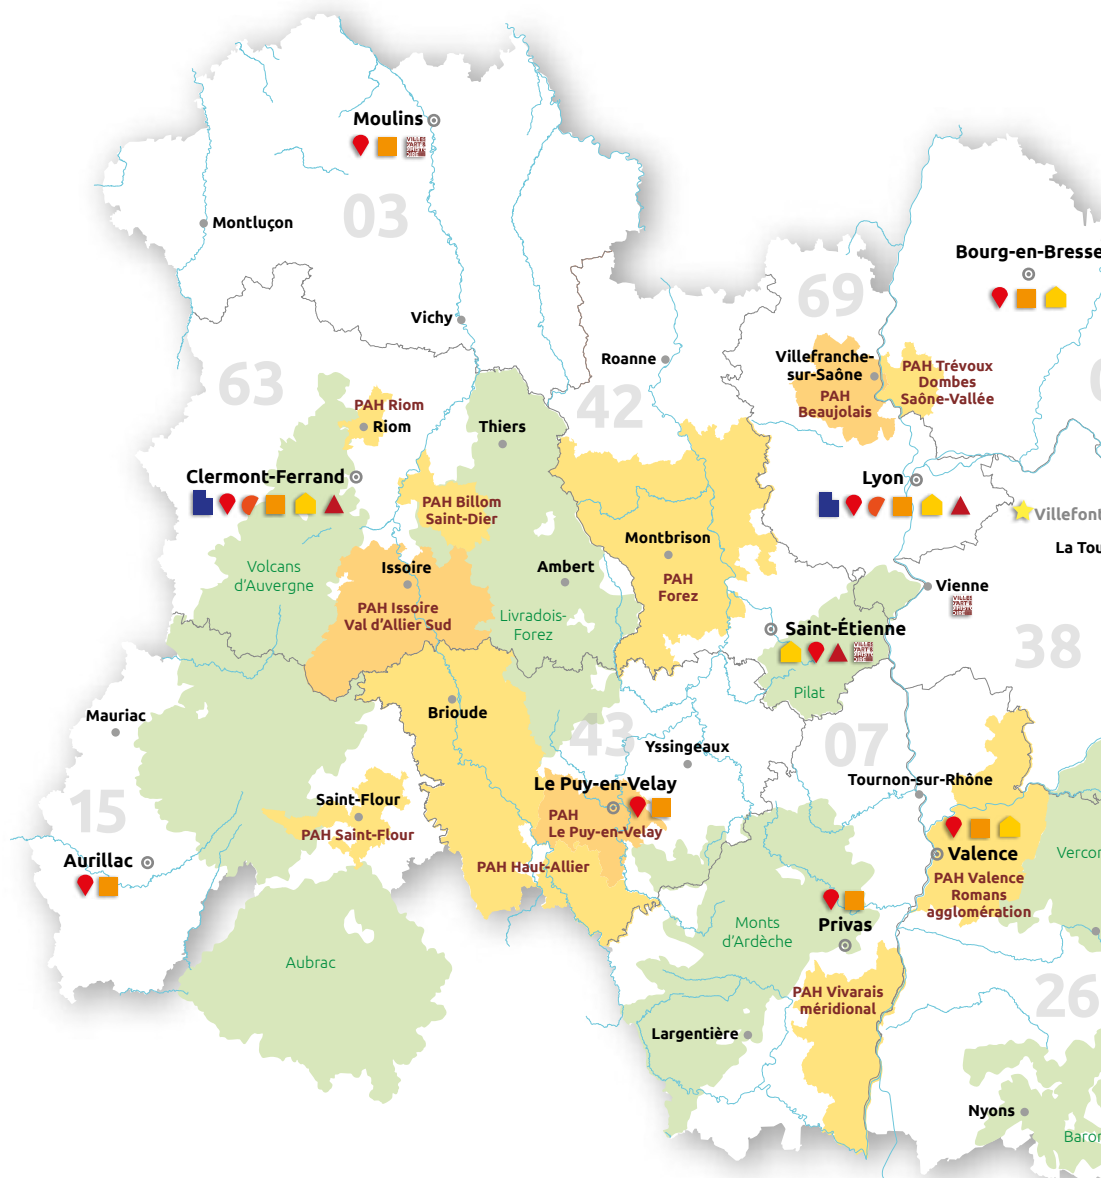 Moulins
VILLES
D'ART &
D'HISTOIRE
03
Montluçon
Bourg-en-Bresse
69
Vichy
Roanne
Villefranche-
sur-Saône
PAH
Beaujolais
PAH Trévoux
Dombes
Saône-Vallée
63
PAH Riom
Riom
42
Thiers
Clermont-Ferrand
Lyon
PAH Billom
Saint-Dier
Villefont
La Tou
Montbrison
PAH
Forez
Volcans
d'Auvergne
Issoire
PAH Issoire
Val d'Allier Sud
Ambert
Livradois-
Forez
Vienne
Saint-Étienne
38
Pilat
Mauriac
Brioude
43
Yssingeaux
07
Tournon-sur-Rhône
15
Saint-Flour
PAH Saint-Flour
Le Puy-en-Velay
PAH
Le Puy-en-Velay
Aurillac
PAH Haut-Allier
Valence
PAH Valence
Romans
agglomération
Vercor
Monts
d'Ardèche
Privas
Aubrac
PAH Vivarais
méridional
26
Largentière
Nyons
Baron